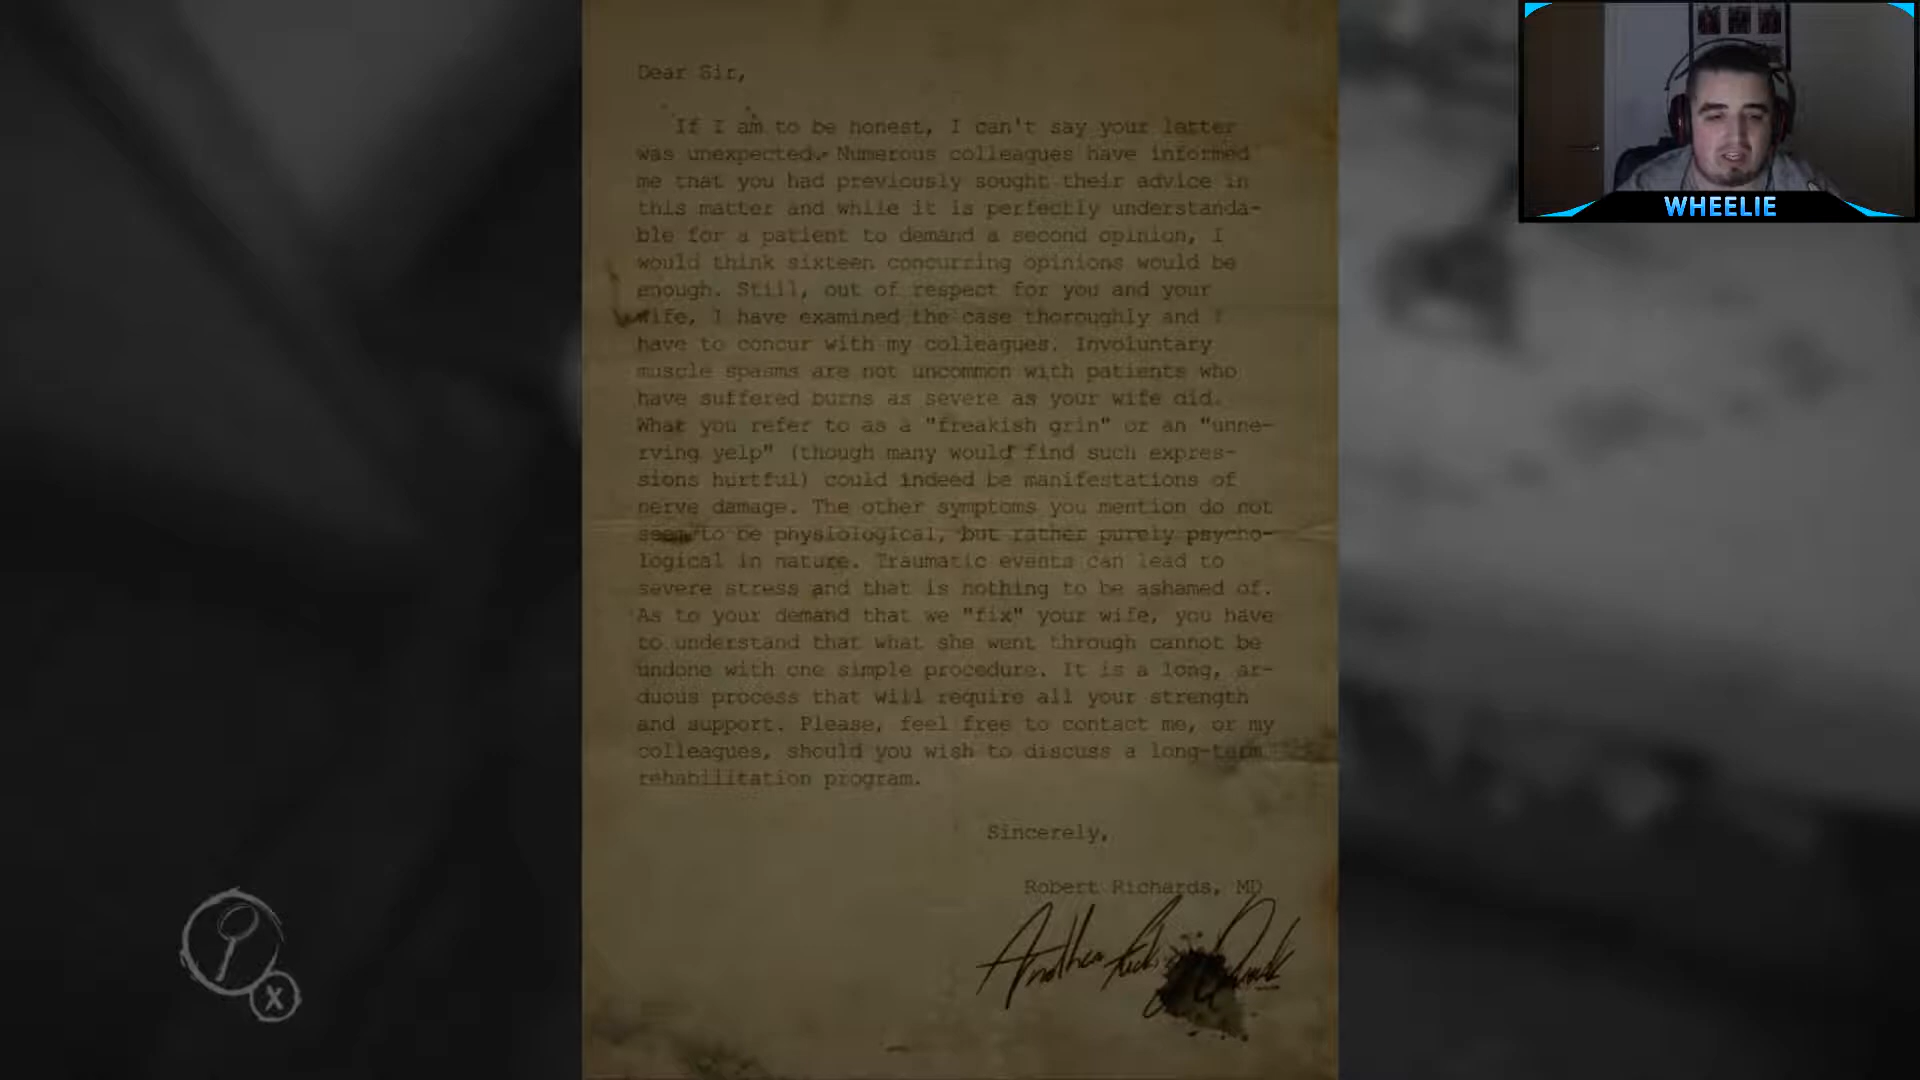 Dear Sir,
If I am to be honest, I can't say your letter
was unexpected. Numerous colleagues have informed
me that you had previously sought their advice in
this matter and while it is perfectly understanda-
ble for a patient to demand a second opinion, I
would think sixteen concurring opinions would be
enough. Still, out of respect for you and your
wife, I have examined the case thoroughly and I
have to concur with my colleagues. Involuntary
muscle spasms are not uncommon with patients who
have suffered burns as severe as your wife did.
What you refer to as a "freakish grin" or an "unne-
rving yelp" (though many would find such expres-
sions hurtful) could indeed be manifestations of
nerve damage. The other symptoms you mention do not
seem to be physiological, but rather purely psycho-
logical in nature. Traumatic events can lead to
severe stress and that is nothing to be ashamed of.
As to your demand that we "fix" your wife, you have
to understand that what she went through cannot be
undone with one simple procedure. It is a long, ar-
duous process that will require all your strength
and support. Please, feel free to contact me, or my
colleagues, should you wish to discuss a long-term
rehabilitation program.
Sincerely,
Robert Richards, MD
Another
X
WHEELIE